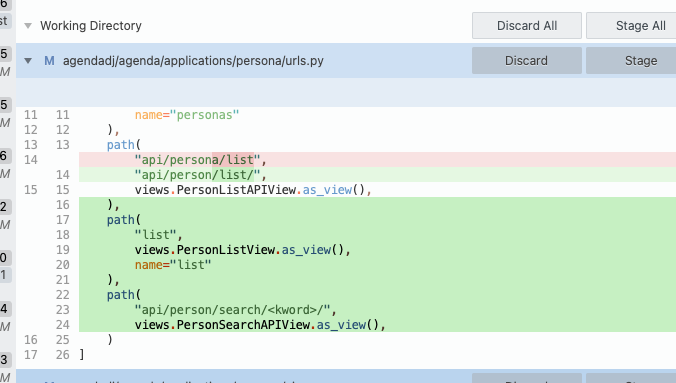 Working Directory Discard All Stage All
M agendadj/agenda/applications/persona/urls.py Discard Stage
11 11 name="personas"
12 12 ),
13 13 path(
14 "api/persona/list",
14 "api/person/list/",
15 15 views.PersonListAPIView.as_view(),
16 ),
17 path(
18 "list",
19 views.PersonListView.as_view(),
20 name="list"
21 ),
22 path(
23 "api/person/search/<kword>/",
24 views.PersonSearchAPIView.as_view(),
16 25 )
17 26 ]